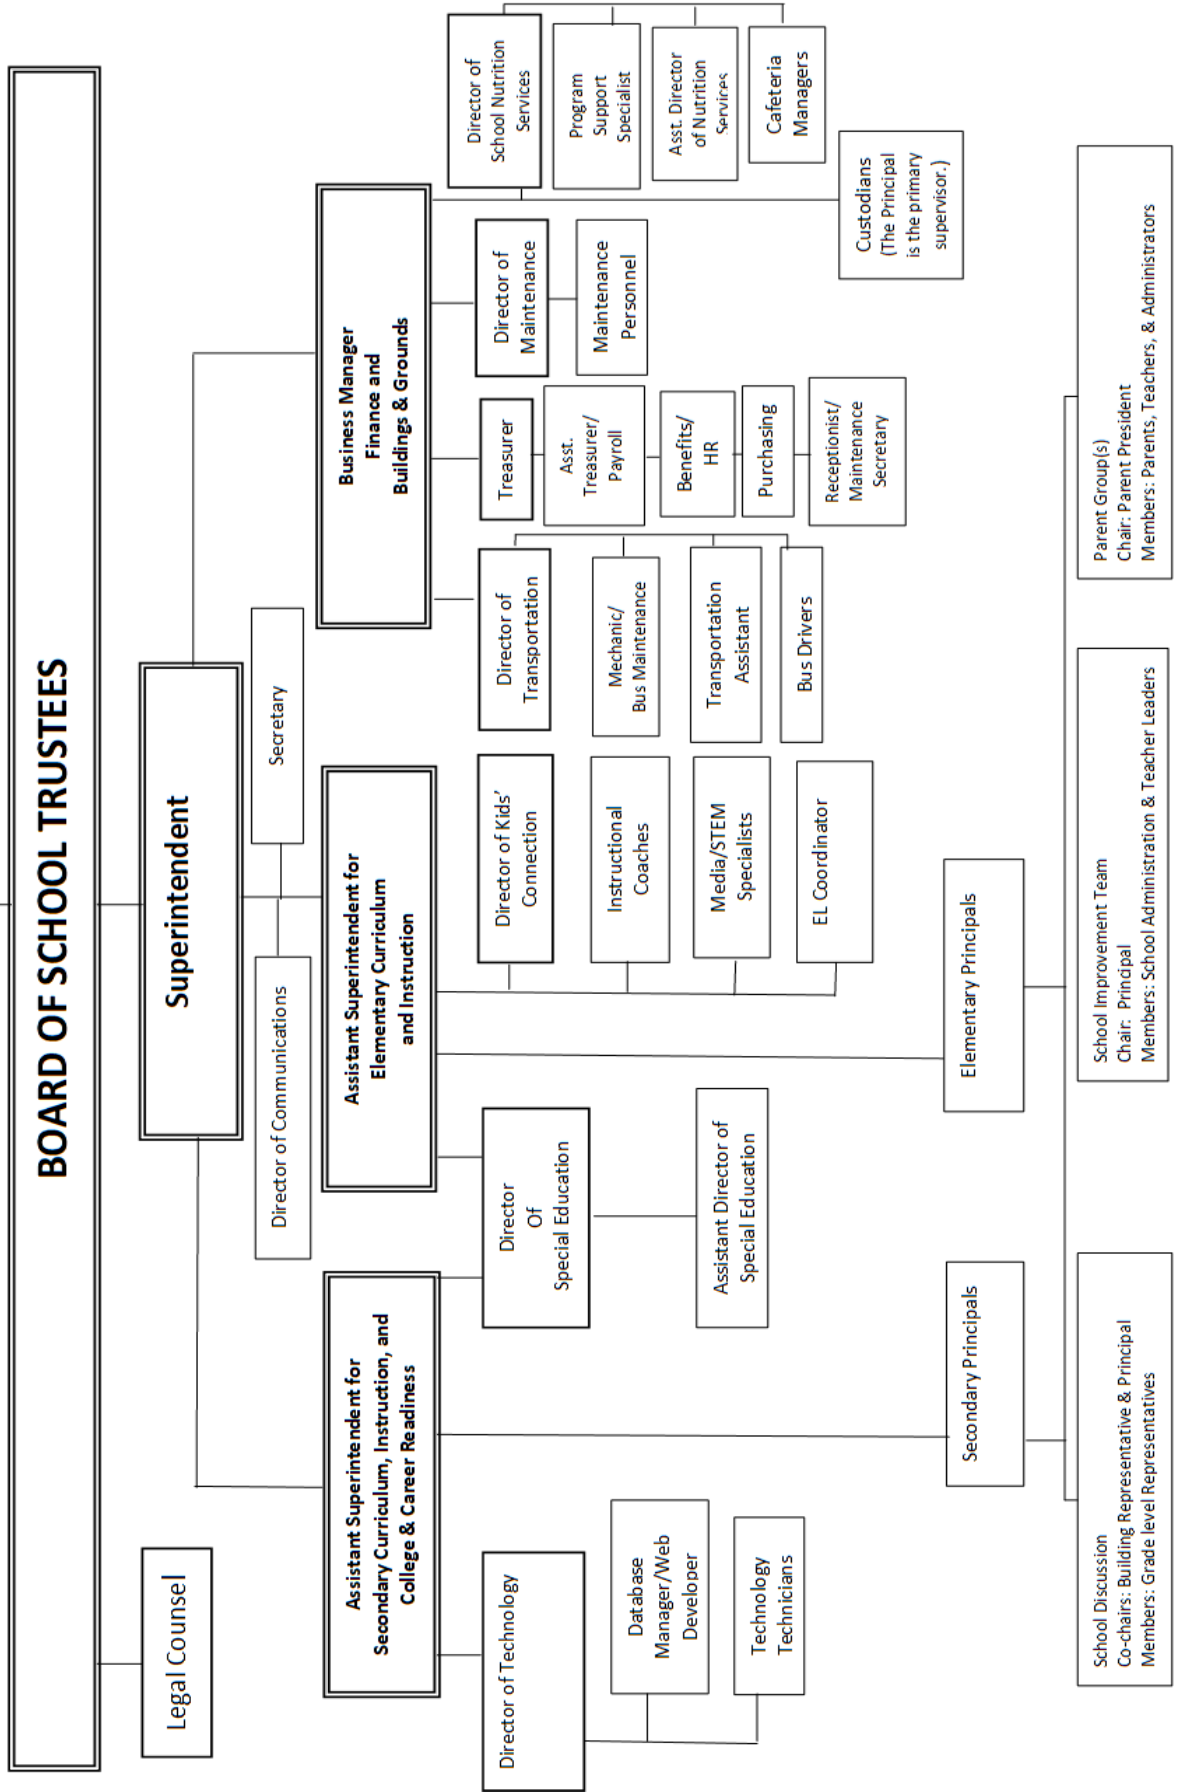 BOARD OF SCHOOL TRUSTEES
Legal Counsel
Superintendent
Director of Communications
Secretary
Assistant Superintendent for
Secondary Curriculum, Instruction, and
College & Career Readiness
Assistant Superintendent for
Elementary Curriculum
and Instruction
Business Manager
Finance and
Buildings & Grounds
Director of Technology
Database
Manager/Web
Developer
Technology
Technicians
Director
Of
Special Education
Assistant Director of
Special Education
Director of Kids'
Connection
Instructional
Coaches
Media/STEM
Specialists
EL Coordinator
Director of
Transportation
Mechanic/
Bus Maintenance
Transportation
Assistant
Bus Drivers
Treasurer
Asst.
Treasurer/
Payroll
Benefits/
HR
Purchasing
Receptionist/
Maintenance
Secretary
Director of
Maintenance
Maintenance
Personnel
Director of
School Nutrition
Services
Program
Support
Specialist
Asst. Director
of Nutrition
Services
Cafeteria
Managers
Custodians
(The Principal
is the primary
supervisor.)
Secondary Principals
Elementary Principals
School Discussion
Co-chairs: Building Representative & Principal
Members: Grade level Representatives
School Improvement Team
Chair: Principal
Members: School Administration & Teacher Leaders
Parent Group(s)
Chair: Parent President
Members: Parents, Teachers, & Administrators